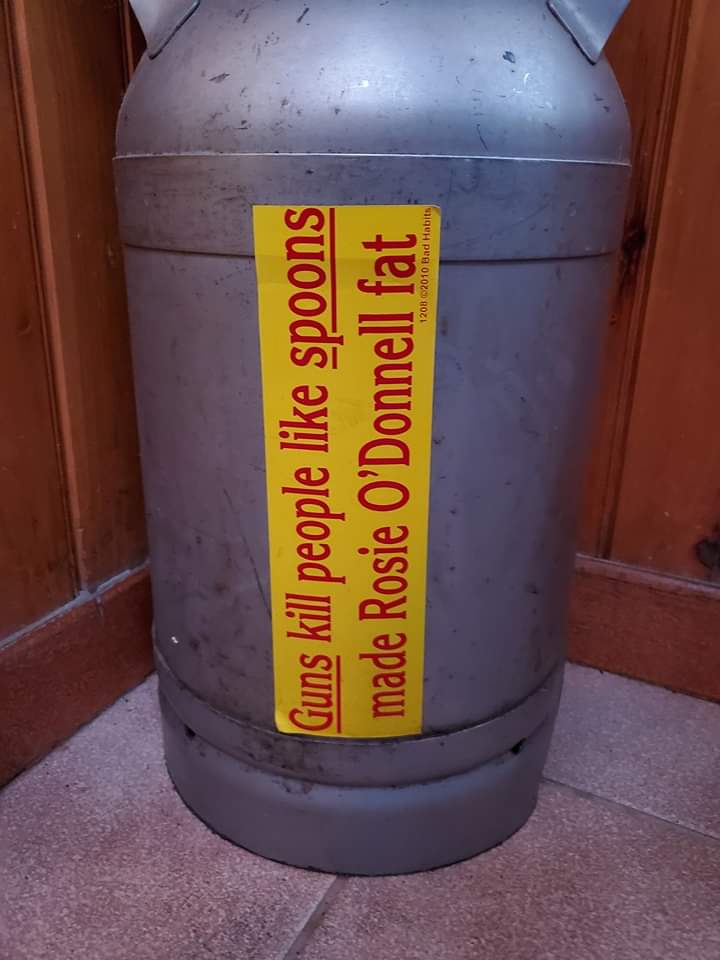 Guns kill people like spoons
made Rosie O'Donnell fat
1208 ©2010 Bad Habits